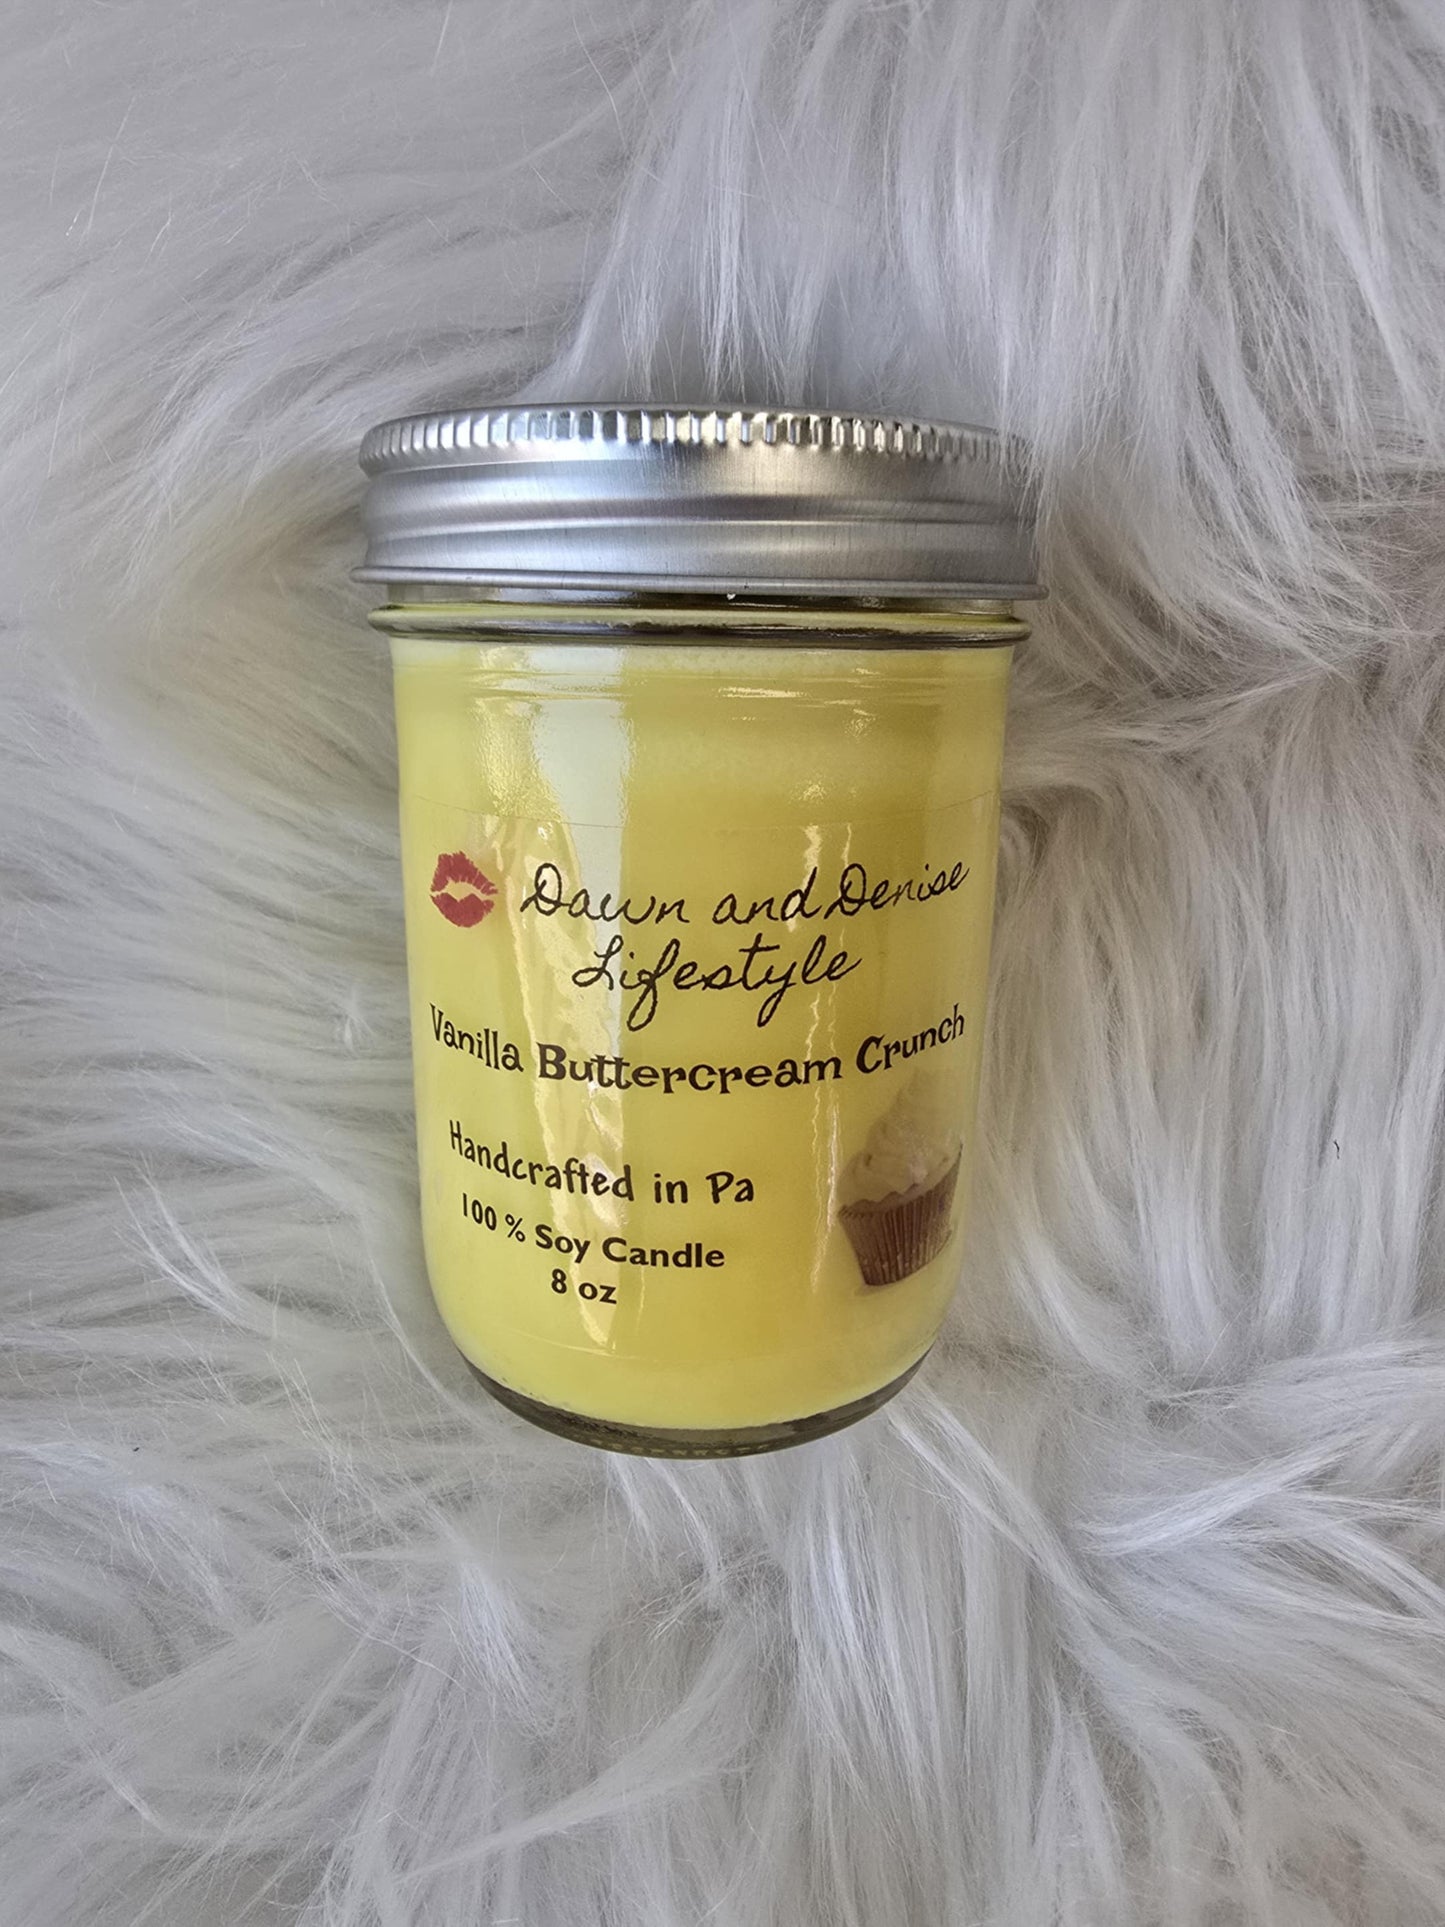 Dawn and Denise
Lifestyle
Vanilla Buttercream Crunch
Handcrafted in Pa
100 % Soy Candle
8 oz